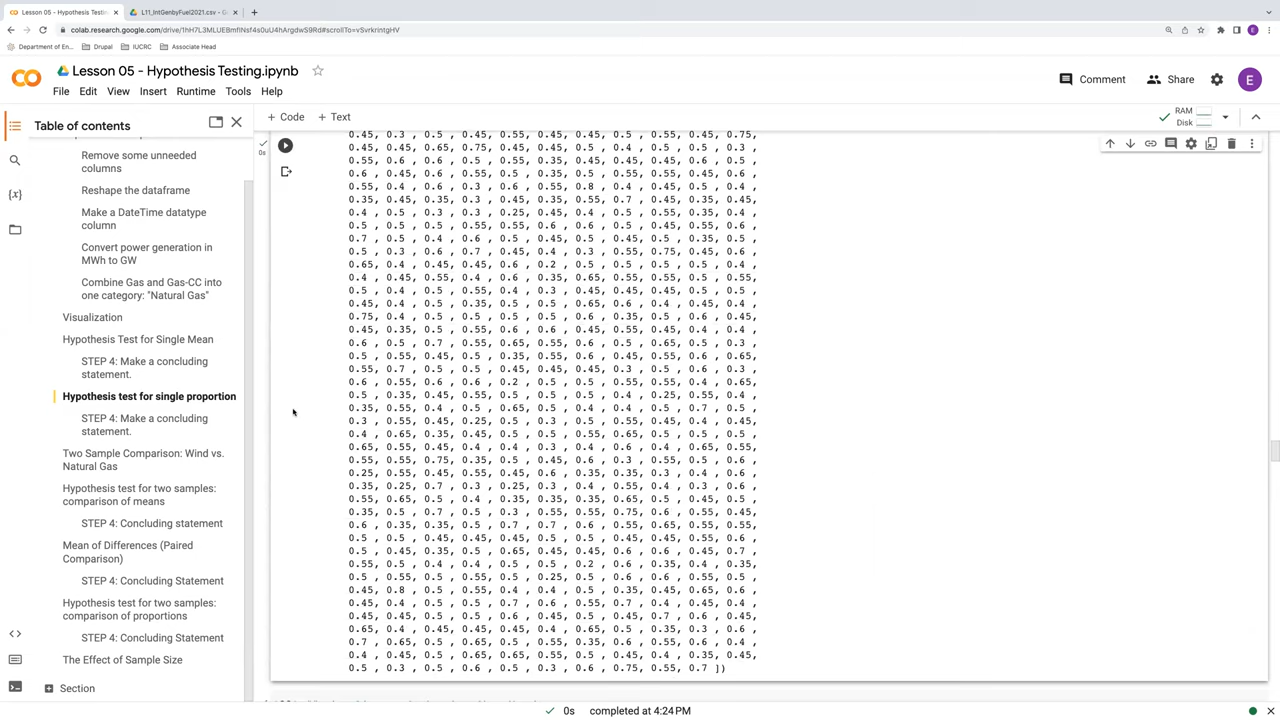 Lesson 05 - Hypothesis Testin
L11_IntGenbyFuel2021.csv - G
colab.research.google.com/drive/1hH7L3MLUEBmfINsf4s0uU4hArgdwS9Rd#scrollTo=vSvrkrintgHV
Department of En...
Drupal
IUCRC
Associate Head
Lesson 05 - Hypothesis Testing.ipynb
File Edit View Insert Runtime Tools Help
Comment
Share
E
Table of contents
+ Code + Text
RAM
Disk
Remove some unneeded
columns
Reshape the dataframe
Make a DateTime datatype
column
Convert power generation in
MWh to GW
Combine Gas and Gas-CC into
one category: "Natural Gas"
Visualization
Hypothesis Test for Single Mean
STEP 4: Make a concluding
statement.
Hypothesis test for single proportion
STEP 4: Make a concluding
statement.
Two Sample Comparison: Wind vs.
Natural Gas
Hypothesis test for two samples:
comparison of means
STEP 4: Concluding statement
Mean of Differences (Paired
Comparison)
STEP 4: Concluding Statement
Hypothesis test for two samples:
comparison of proportions
STEP 4: Concluding Statement
The Effect of Sample Size
Section
0s
0.45, 0.3 , 0.5 , 0.45, 0.55, 0.45, 0.45, 0.5 , 0.55, 0.45, 0.75,
0.45, 0.45, 0.65, 0.75, 0.45, 0.5 , 0.45, 0.5 , 0.4 , 0.5 , 0.3 ,
0.55, 0.6 , 0.6 , 0.5 , 0.55, 0.35, 0.45, 0.45, 0.45, 0.6 , 0.5 ,
0.6 , 0.45, 0.6 , 0.55, 0.5 , 0.35, 0.5 , 0.55, 0.55, 0.45, 0.6 ,
0.55, 0.4 , 0.6 , 0.3 , 0.6 , 0.55, 0.8 , 0.4 , 0.45, 0.5 , 0.4 ,
0.35, 0.45, 0.35, 0.3 , 0.45, 0.35, 0.55, 0.7 , 0.45, 0.35, 0.45,
0.4 , 0.5 , 0.3 , 0.3 , 0.25, 0.45, 0.4 , 0.5 , 0.55, 0.35, 0.4 ,
0.5 , 0.5 , 0.5 , 0.55, 0.55, 0.6 , 0.6 , 0.5 , 0.45, 0.55, 0.6 ,
0.7 , 0.5 , 0.4 , 0.6 , 0.5 , 0.45, 0.5 , 0.45, 0.5 , 0.35, 0.5 ,
0.5 , 0.3 , 0.6 , 0.7 , 0.45, 0.4 , 0.3 , 0.55, 0.75, 0.45, 0.6 ,
0.65, 0.4 , 0.45, 0.45, 0.6 , 0.2 , 0.5 , 0.5 , 0.5 , 0.5 , 0.4 ,
0.4 , 0.45, 0.55, 0.4 , 0.6 , 0.35, 0.65, 0.55, 0.55, 0.5 , 0.55,
0.5 , 0.4 , 0.5 , 0.55, 0.4 , 0.3 , 0.45, 0.45, 0.45, 0.5 , 0.5 ,
0.45, 0.4 , 0.5 , 0.35, 0.5 , 0.5 , 0.65, 0.6 , 0.4 , 0.45, 0.4 ,
0.75, 0.4 , 0.5 , 0.5 , 0.5 , 0.5 , 0.6 , 0.35, 0.5 , 0.6 , 0.45,
0.45, 0.35, 0.5 , 0.55, 0.6 , 0.6 , 0.45, 0.55, 0.45, 0.4 , 0.4 ,
0.6 , 0.5 , 0.7 , 0.55, 0.65, 0.55, 0.6 , 0.5 , 0.65, 0.5 , 0.3 ,
0.5 , 0.55, 0.45, 0.5 , 0.35, 0.55, 0.6 , 0.45, 0.55, 0.6 , 0.65,
0.55, 0.7 , 0.5 , 0.5 , 0.45, 0.45, 0.45, 0.3 , 0.5 , 0.6 , 0.3 ,
0.6 , 0.55, 0.6 , 0.6 , 0.2 , 0.5 , 0.5 , 0.55, 0.55, 0.4 , 0.65,
0.5 , 0.35, 0.4 , 0.55, 0.5 , 0.5 , 0.5 , 0.4 , 0.25, 0.55, 0.4 ,
0.35, 0.55, 0.4 , 0.5 , 0.65, 0.5 , 0.4 , 0.4 , 0.5 , 0.7 , 0.5 ,
0.3 , 0.55, 0.45, 0.25, 0.5 , 0.3 , 0.5 , 0.55, 0.45, 0.4 , 0.45,
0.4 , 0.65, 0.35, 0.45, 0.5 , 0.5 , 0.55, 0.65, 0.5 , 0.5 , 0.5 ,
0.65, 0.55, 0.45, 0.4 , 0.4 , 0.3 , 0.4 , 0.6 , 0.4 , 0.65, 0.55,
0.55, 0.55, 0.75, 0.35, 0.5 , 0.45, 0.6 , 0.3 , 0.55, 0.5 , 0.6 ,
0.25, 0.55, 0.45, 0.5 , 0.45, 0.6 , 0.35, 0.35, 0.3 , 0.4 , 0.6 ,
0.35, 0.25, 0.7 , 0.3 , 0.25, 0.3 , 0.4 , 0.55, 0.4 , 0.3 , 0.6 ,
0.55, 0.65, 0.5 , 0.4 , 0.35, 0.35, 0.35, 0.65, 0.5 , 0.45, 0.5 ,
0.35, 0.5 , 0.7 , 0.5 , 0.3 , 0.55, 0.55, 0.75, 0.6 , 0.55, 0.45,
0.6 , 0.35, 0.35, 0.5 , 0.7 , 0.7 , 0.6 , 0.55, 0.65, 0.55, 0.55,
0.5 , 0.5 , 0.45, 0.45, 0.45, 0.5 , 0.5 , 0.45, 0.55, 0.45, 0.6 ,
0.5 , 0.45, 0.35, 0.5 , 0.65, 0.45, 0.45, 0.6 , 0.6 , 0.45, 0.7 ,
0.55, 0.5 , 0.4 , 0.4 , 0.5 , 0.5 , 0.2 , 0.6 , 0.35, 0.4 , 0.35,
0.5 , 0.55, 0.5 , 0.55, 0.5 , 0.25, 0.5 , 0.6 , 0.6 , 0.55, 0.5 ,
0.45, 0.8 , 0.5 , 0.55, 0.4 , 0.4 , 0.5 , 0.35, 0.45, 0.65, 0.6 ,
0.45, 0.4 , 0.5 , 0.5 , 0.7 , 0.6 , 0.55, 0.7 , 0.4 , 0.45, 0.4 ,
0.45, 0.45, 0.5 , 0.5 , 0.6 , 0.45, 0.5 , 0.45, 0.7 , 0.6 , 0.45,
0.65, 0.4 , 0.45, 0.45, 0.45, 0.4 , 0.65, 0.5 , 0.35, 0.3 , 0.6 ,
0.7 , 0.65, 0.5 , 0.65, 0.5 , 0.55, 0.35, 0.6 , 0.55, 0.6 , 0.4 ,
0.4 , 0.45, 0.5 , 0.65, 0.65, 0.55, 0.5 , 0.45, 0.4 , 0.35, 0.45,
0.5 , 0.3 , 0.5 , 0.6 , 0.5 , 0.3 , 0.6 , 0.75, 0.55, 0.7 ])
0s completed at 4:24 PM